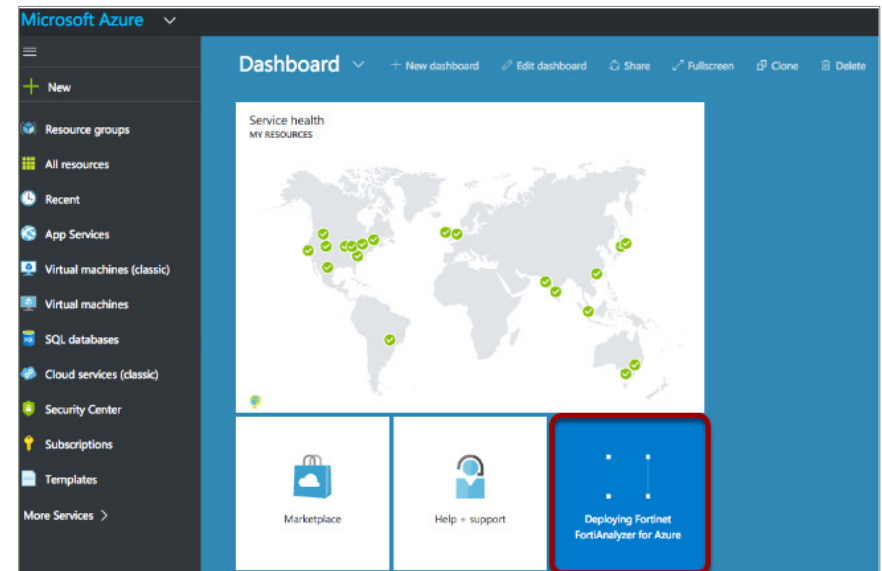 Microsoft Azure
New
Resource groups
All resources
Recent
App Services
Virtual machines (classic)
Virtual machines
SQL databases
Cloud services (classic)
Security Center
Subscriptions
Templates
More Services >
Dashboard
+ New dashboard
Edit dashboard
Share
Fullscreen
Clone
Delete
Service health
MY RESOURCES
Marketplace
Help + support
Deploying Fortinet
FortiAnalyzer for Azure